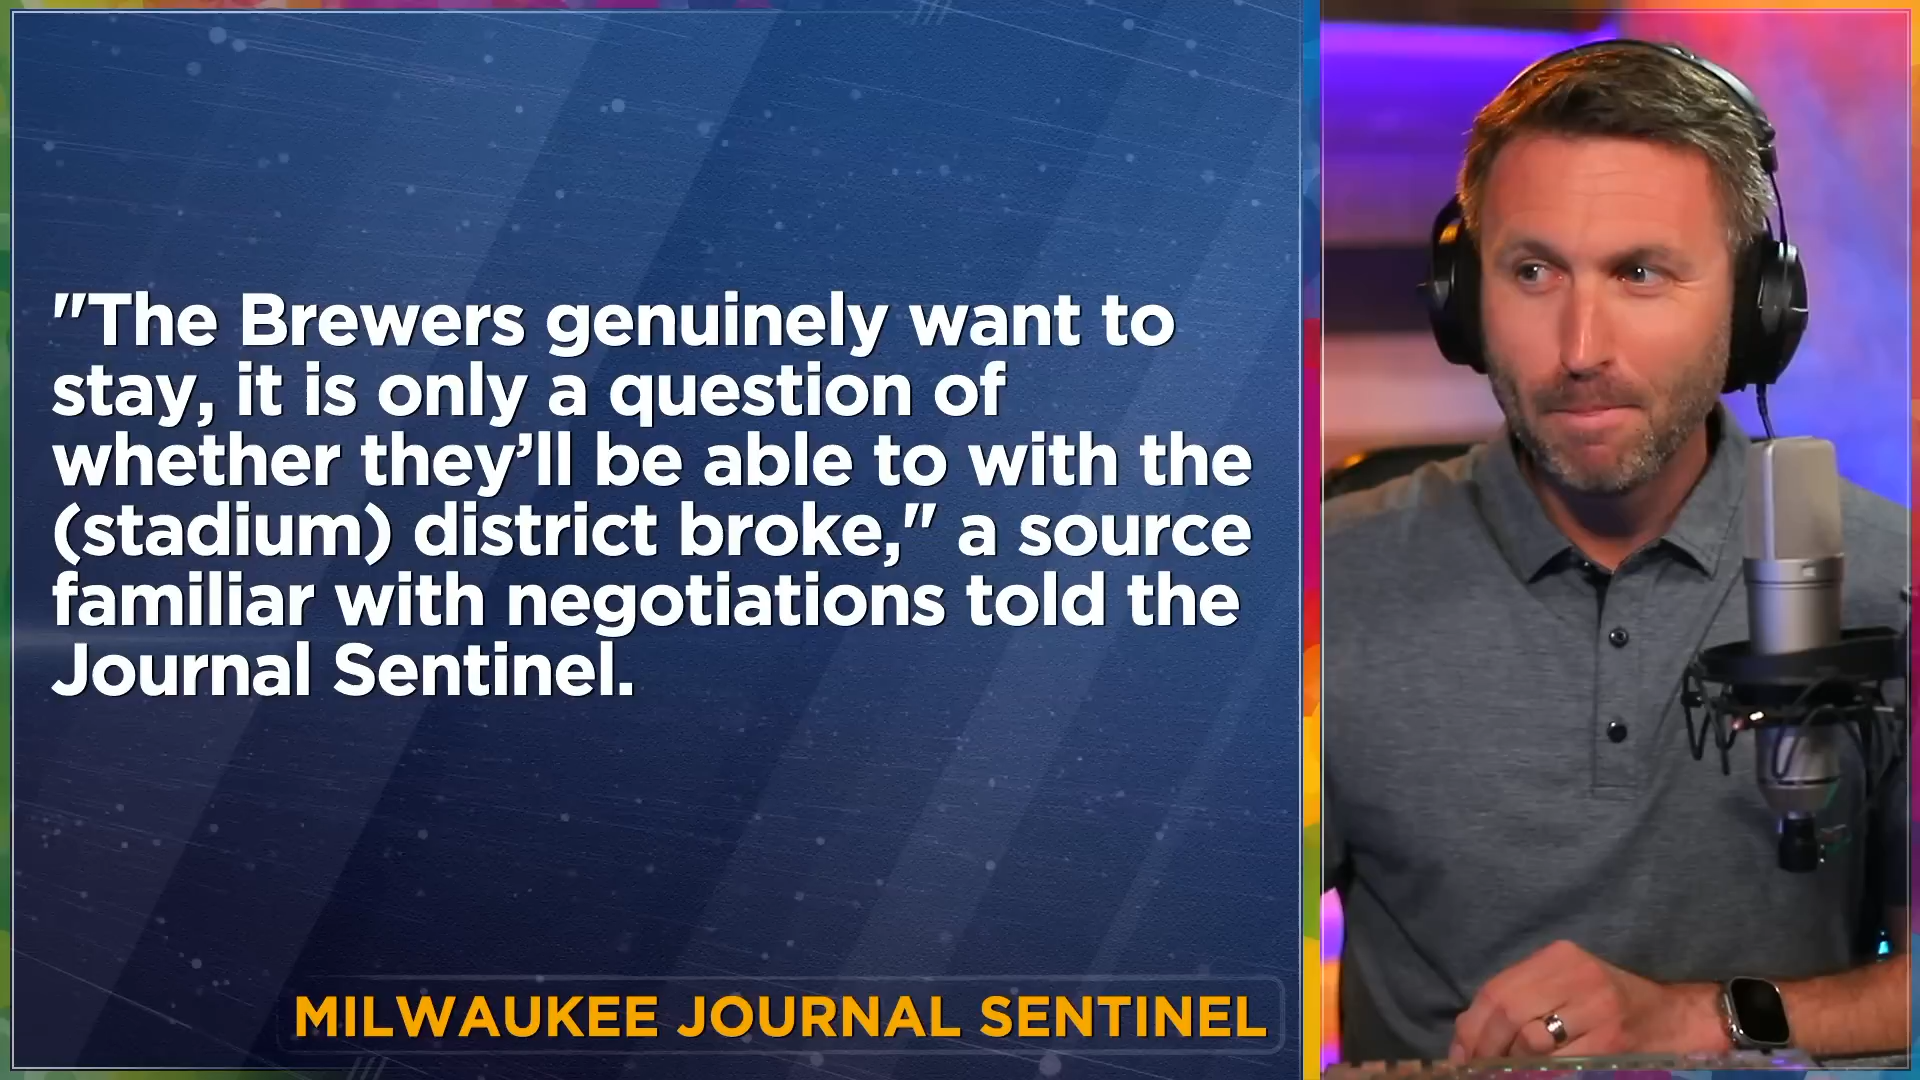 "The Brewers genuinely want to
stay, it is only a question of
whether they’ll be able to with the
(stadium) district broke," a source
familiar with negotiations told the
Journal Sentinel.
MILWAUKEE JOURNAL SENTINEL